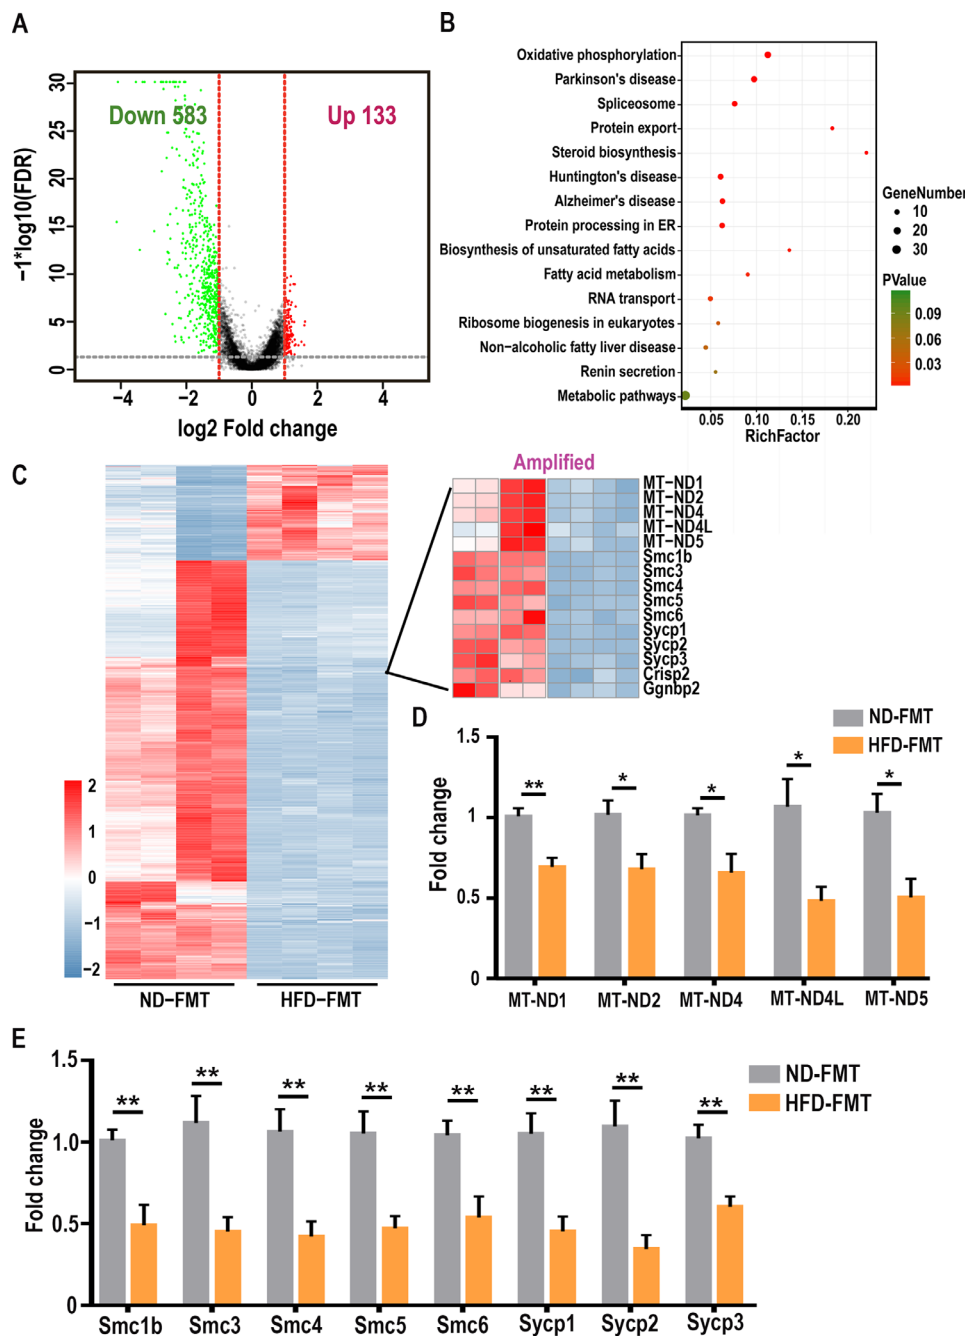 A
30
25
20
15
10
5
0
−1*log10(FDR)
Down 583
Up 133
−4
−2
0
2
4
log2 Fold change
B
Oxidative phosphorylation
Parkinson's disease
Spliceosome
Protein export
Steroid biosynthesis
Huntington's disease
Alzheimer's disease
Protein processing in ER
Biosynthesis of unsaturated fatty acids
Fatty acid metabolism
RNA transport
Ribosome biogenesis in eukaryotes
Non−alcoholic fatty liver disease
Renin secretion
Metabolic pathways
0.05
0.10
0.15
0.20
RichFactor
GeneNumber
10
20
30
PValue
0.09
0.06
0.03
C
2
1
0
−1
−2
ND−FMT
HFD−FMT
Amplified
MT−ND1
MT−ND2
MT−ND4
MT−ND4L
MT−ND5
Smc1b
Smc3
Smc4
Smc5
Smc6
Sycp1
Sycp2
Sycp3
Crisp2
Ggnbp2
D
ND-FMT
HFD-FMT
1.5
1
0.5
0
Fold change
**
*
*
*
*
MT-ND1
MT-ND2
MT-ND4
MT-ND4L
MT-ND5
E
ND-FMT
HFD-FMT
1.5
1.0
0.5
0
Fold change
**
**
**
**
**
**
**
**
Smc1b
Smc3
Smc4
Smc5
Smc6
Sycp1
Sycp2
Sycp3